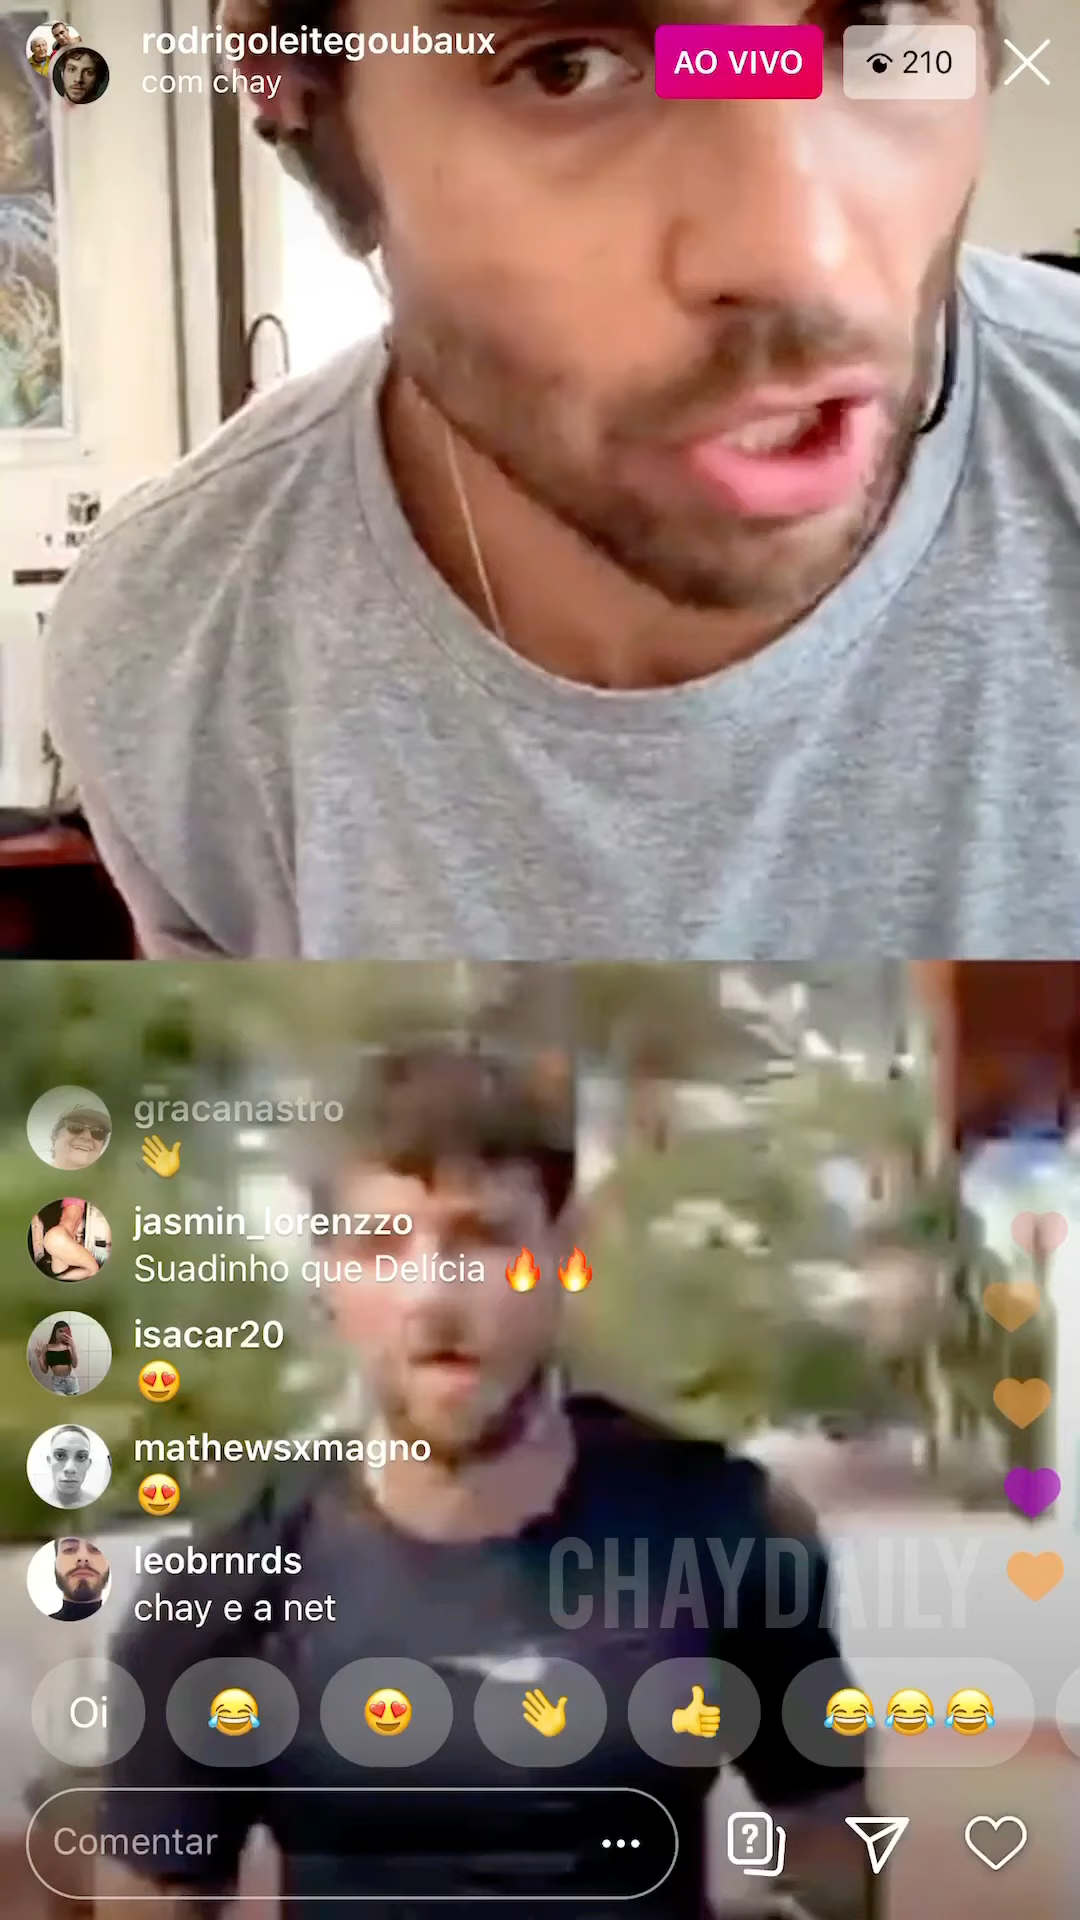 rodrigoleitegoubaux
com chay
AO VIVO
210
gracanastro
👋
jasmin_lorenzzo
Suadinho que Delícia 🔥 🔥
isacar20
😍
mathewsxmagno
😍
leobrnrds
chay e a net
CHAYDAILY
Oi 😂 😍 👋 👍 😂😂😂
Comentar